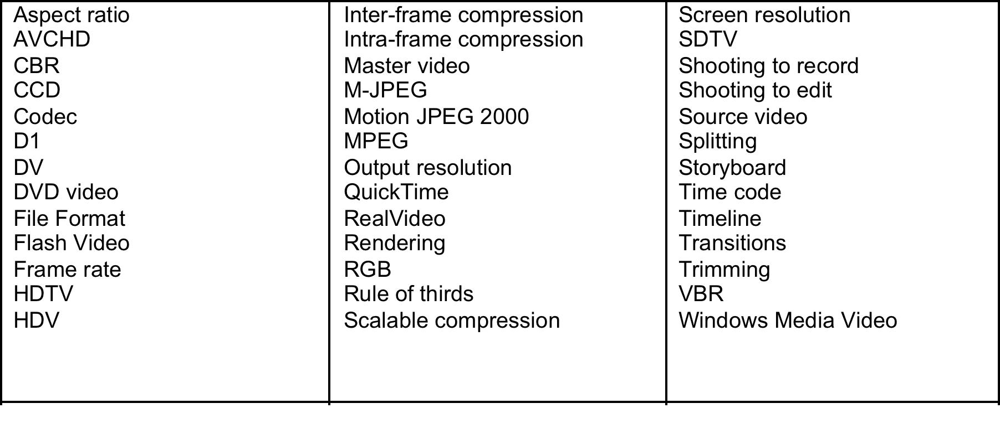 Aspect ratio
AVCHD
CBR
CCD
Codec
D1
DV
DVD video
File Format
Flash Video
Frame rate
HDTV
HDV
Inter-frame compression
Intra-frame compression
Master video
M-JPEG
Motion JPEG 2000
MPEG
Output resolution
QuickTime
RealVideo
Rendering
RGB
Rule of thirds
Scalable compression
Screen resolution
SDTV
Shooting to record
Shooting to edit
Source video
Splitting
Storyboard
Time code
Timeline
Transitions
Trimming
VBR
Windows Media Video